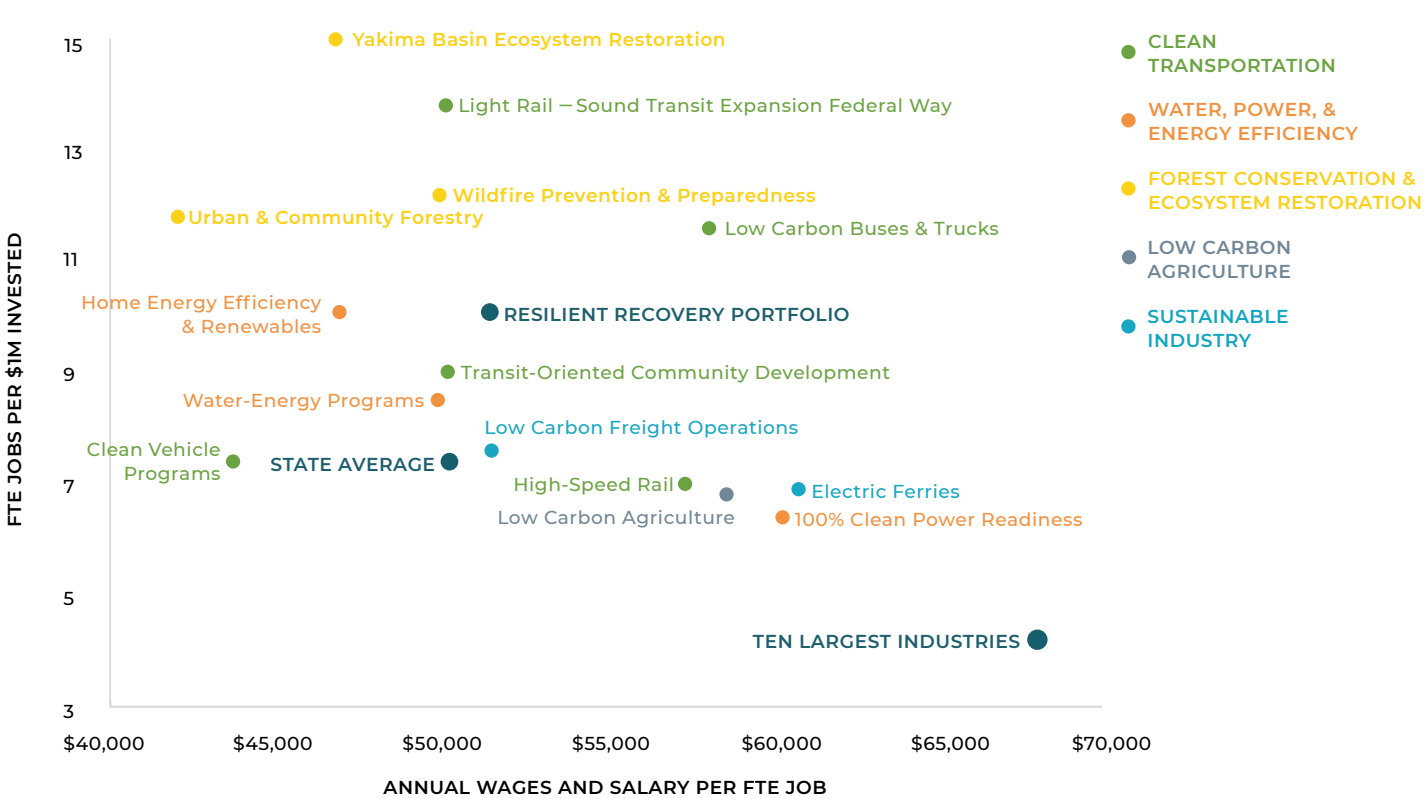 15
13
11
9
7
5
3
FTE JOBS PER $1M INVESTED
Yakima Basin Ecosystem Restoration
Light Rail – Sound Transit Expansion Federal Way
Wildfire Prevention & Preparedness
Urban & Community Forestry
Low Carbon Buses & Trucks
Home Energy Efficiency
& Renewables
RESILIENT RECOVERY PORTFOLIO
Transit-Oriented Community Development
Water-Energy Programs
Low Carbon Freight Operations
Clean Vehicle
Programs
STATE AVERAGE
High-Speed Rail
Electric Ferries
Low Carbon Agriculture
100% Clean Power Readiness
TEN LARGEST INDUSTRIES
$40,000
$45,000
$50,000
$55,000
$60,000
$65,000
$70,000
ANNUAL WAGES AND SALARY PER FTE JOB
CLEAN
TRANSPORTATION
WATER, POWER, &
ENERGY EFFICIENCY
FOREST CONSERVATION &
ECOSYSTEM RESTORATION
LOW CARBON
AGRICULTURE
SUSTAINABLE
INDUSTRY